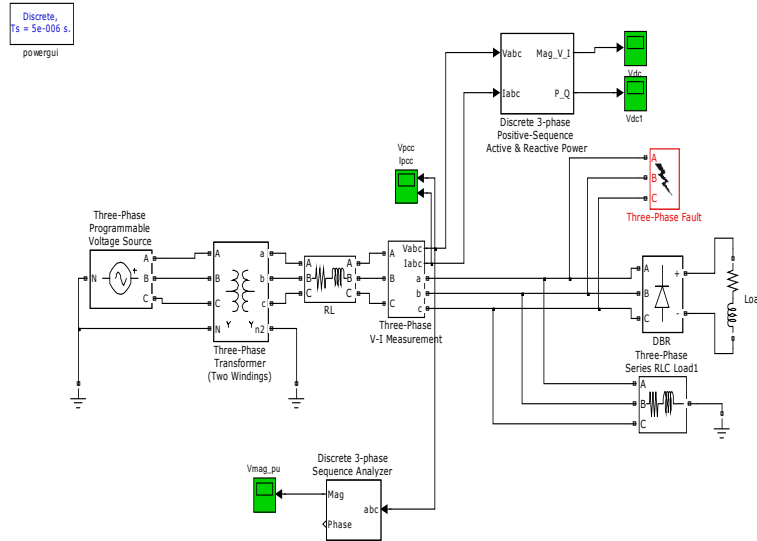 Discrete,
Ts = 5e-006 s.
powergui
Vabc
Iabc
Mag_V_I
P_Q
Discrete 3-phase
Positive-Sequence
Active & Reactive Power
Vdc
Vdc1
Vpcc
Ipcc
A
B
C
Three-Phase Fault
Three-Phase
Programmable
Voltage Source
N
A
B
C
A
B
C
N
a
b
c
n2
Y
Y
Three-Phase
Transformer
(Two Windings)
A
B
C
A
B
C
RL
A
B
C
Vabc
Iabc
a
b
c
Three-Phase
V-I Measurement
A
B
C
+
-
DBR
Loa
Three-Phase
Series RLC Load1
A
B
C
Vmag_pu
Discrete 3-phase
Sequence Analyzer
Mag
Phase
abc